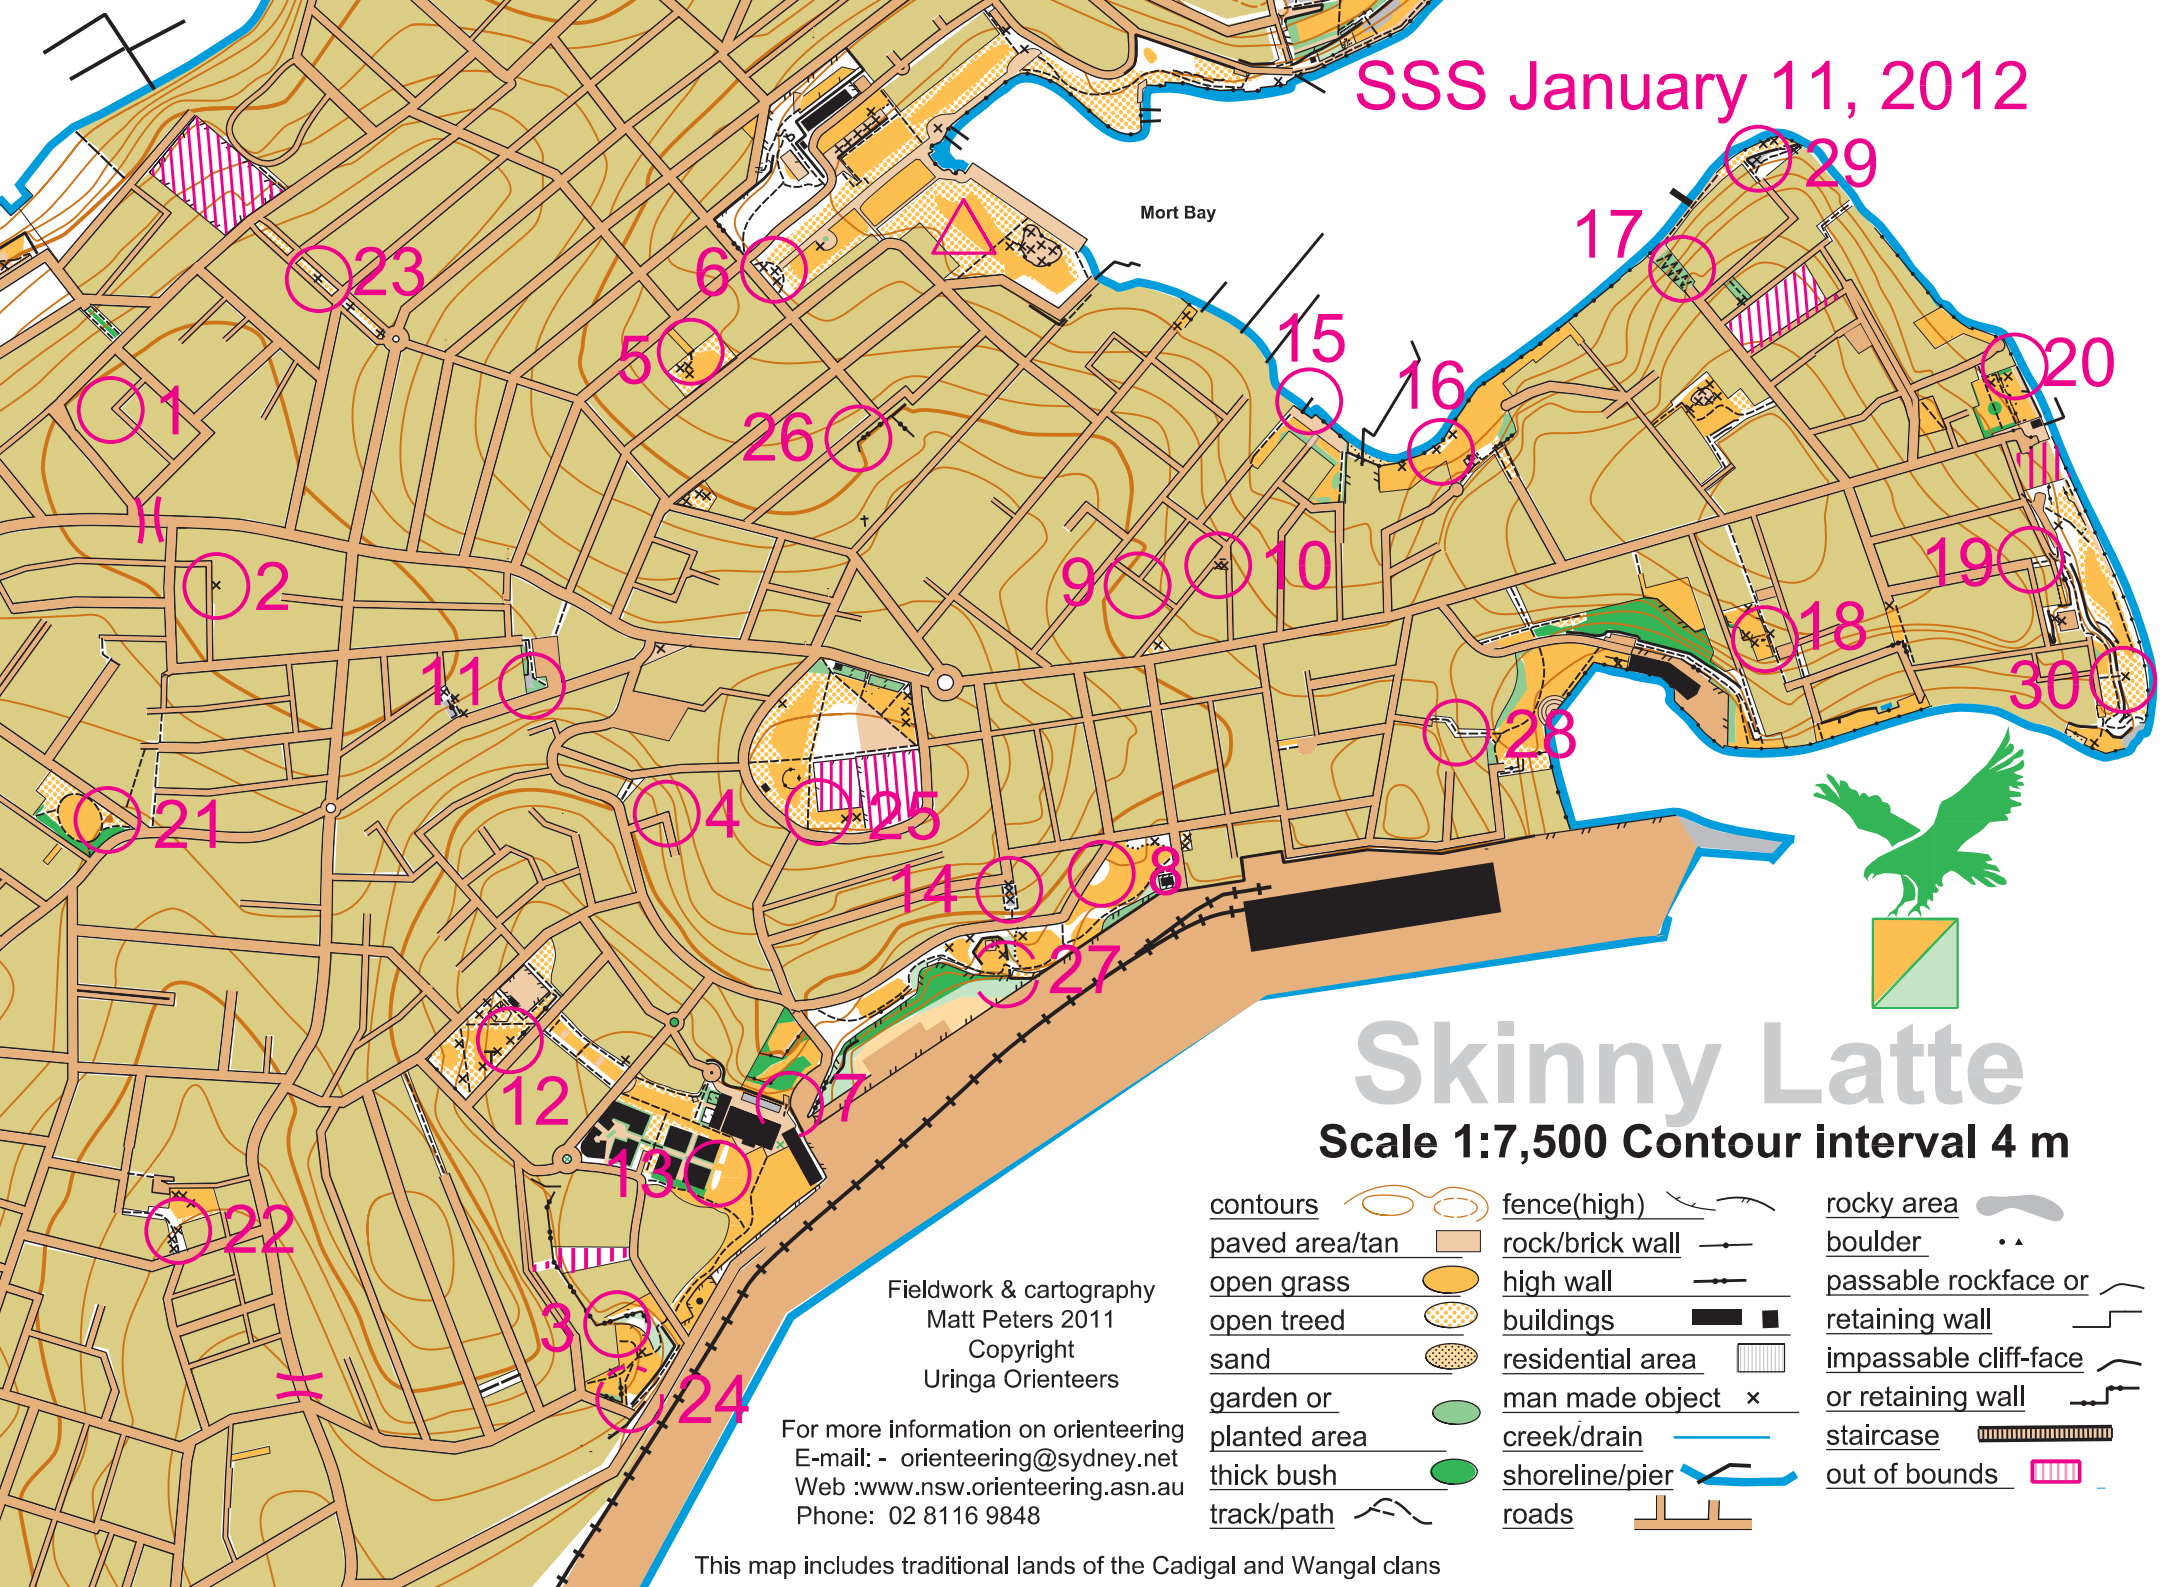 SSS January 11, 2012
29
Mort Bay
17
23
6
15
20
5
16
1
26
10
9
19
2
18
11
30
28
4
25
21
14
8
27
Skinny Latte
12
7
Scale 1:7,500 Contour interval 4 m
13
22
3
24
contours
paved area/tan
open grass
open treed
sand
garden or
planted area
thick bush
track/path
fence(high)
rock/brick wall
high wall
buildings
residential area
man made object
creek/drain
shoreline/pier
roads
rocky area
boulder
passable rockface or
retaining wall
impassable cliff-face
or retaining wall
staircase
out of bounds
Fieldwork & cartography
Matt Peters 2011
Copyright
Uringa Orienteers
For more information on orienteering
E-mail: - orienteering@sydney.net
Web :www.nsw.orienteering.asn.au
Phone: 02 8116 9848
This map includes traditional lands of the Cadigal and Wangal clans